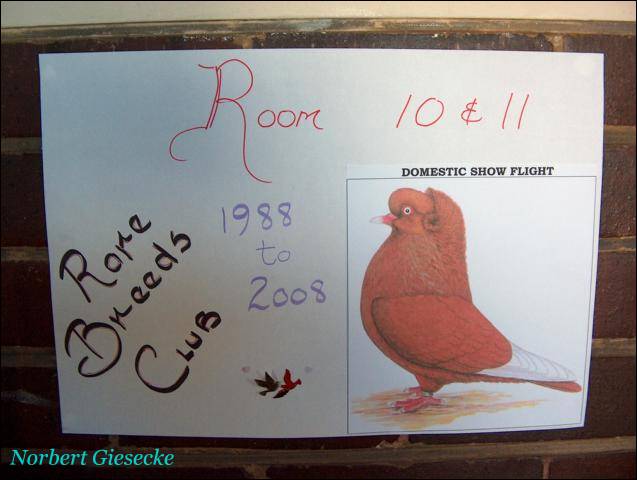 Room 10 & 11
DOMESTIC SHOW FLIGHT
1988
to
2008
Rare
Breeds
Club
Norbert Giesecke